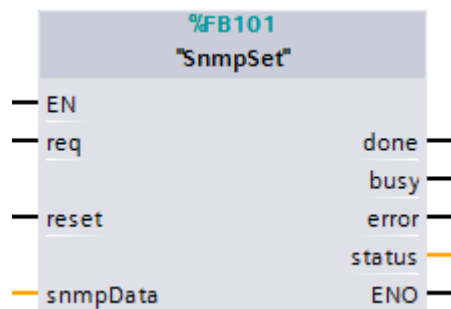 %FB101
"SnmpSet"
EN
req done
busy
reset error
status
snmpData ENO